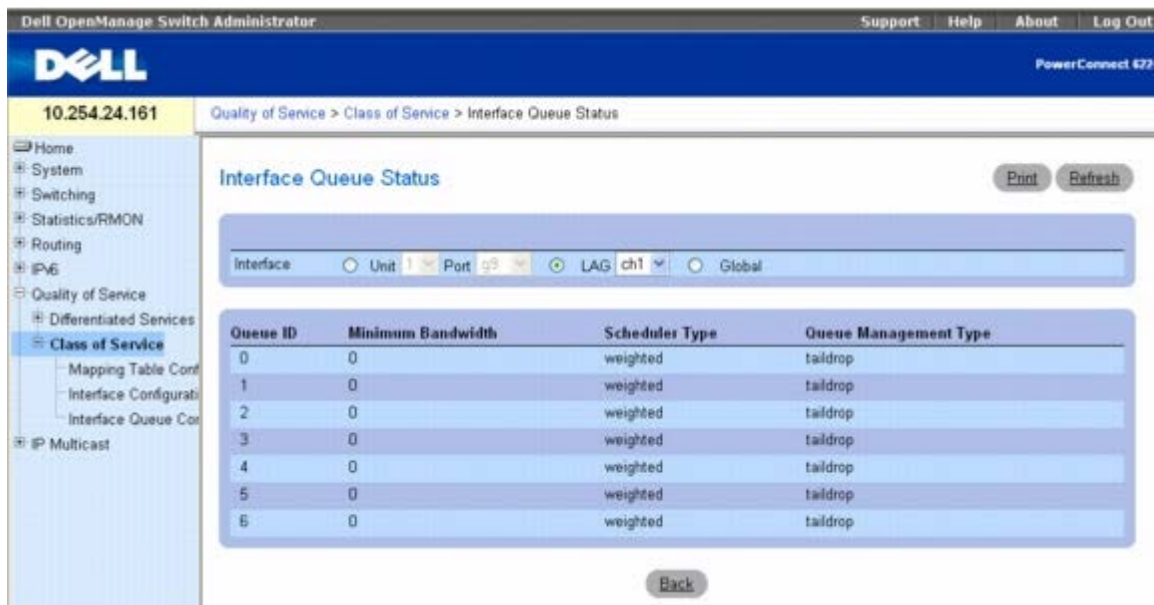 Dell OpenManage Switch Administrator Support Help About Log Out
DELL
PowerConnect 622
10.254.24.161
Quality of Service > Class of Service > Interface Queue Status
Home
System
Switching
Statistics/RMON
Routing
IPv6
Quality of Service
Differentiated Services
Class of Service
Mapping Table Conf
Interface Configurati
Interface Queue Con
IP Multicast
Interface Queue Status
Print Refresh
Interface Unit 1 Port g9 LAG ch1 Global
Queue ID Minimum Bandwidth Scheduler Type Queue Management Type
0 0 weighted taildrop
1 0 weighted taildrop
2 0 weighted taildrop
3 0 weighted taildrop
4 0 weighted taildrop
5 0 weighted taildrop
6 0 weighted taildrop
Back